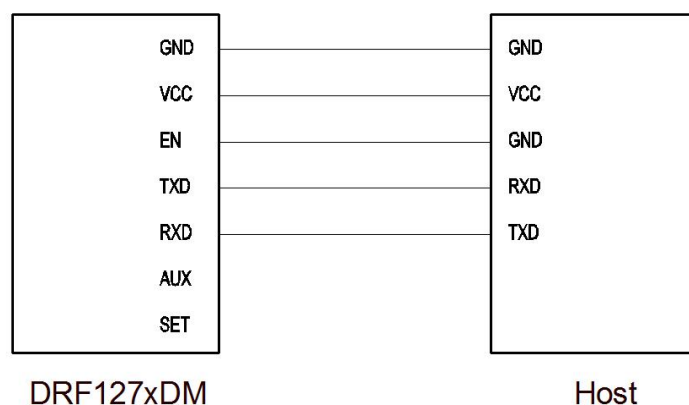 GND GND
VCC VCC
EN GND
TXD RXD
RXD TXD
AUX
SET
DRF127xDM Host